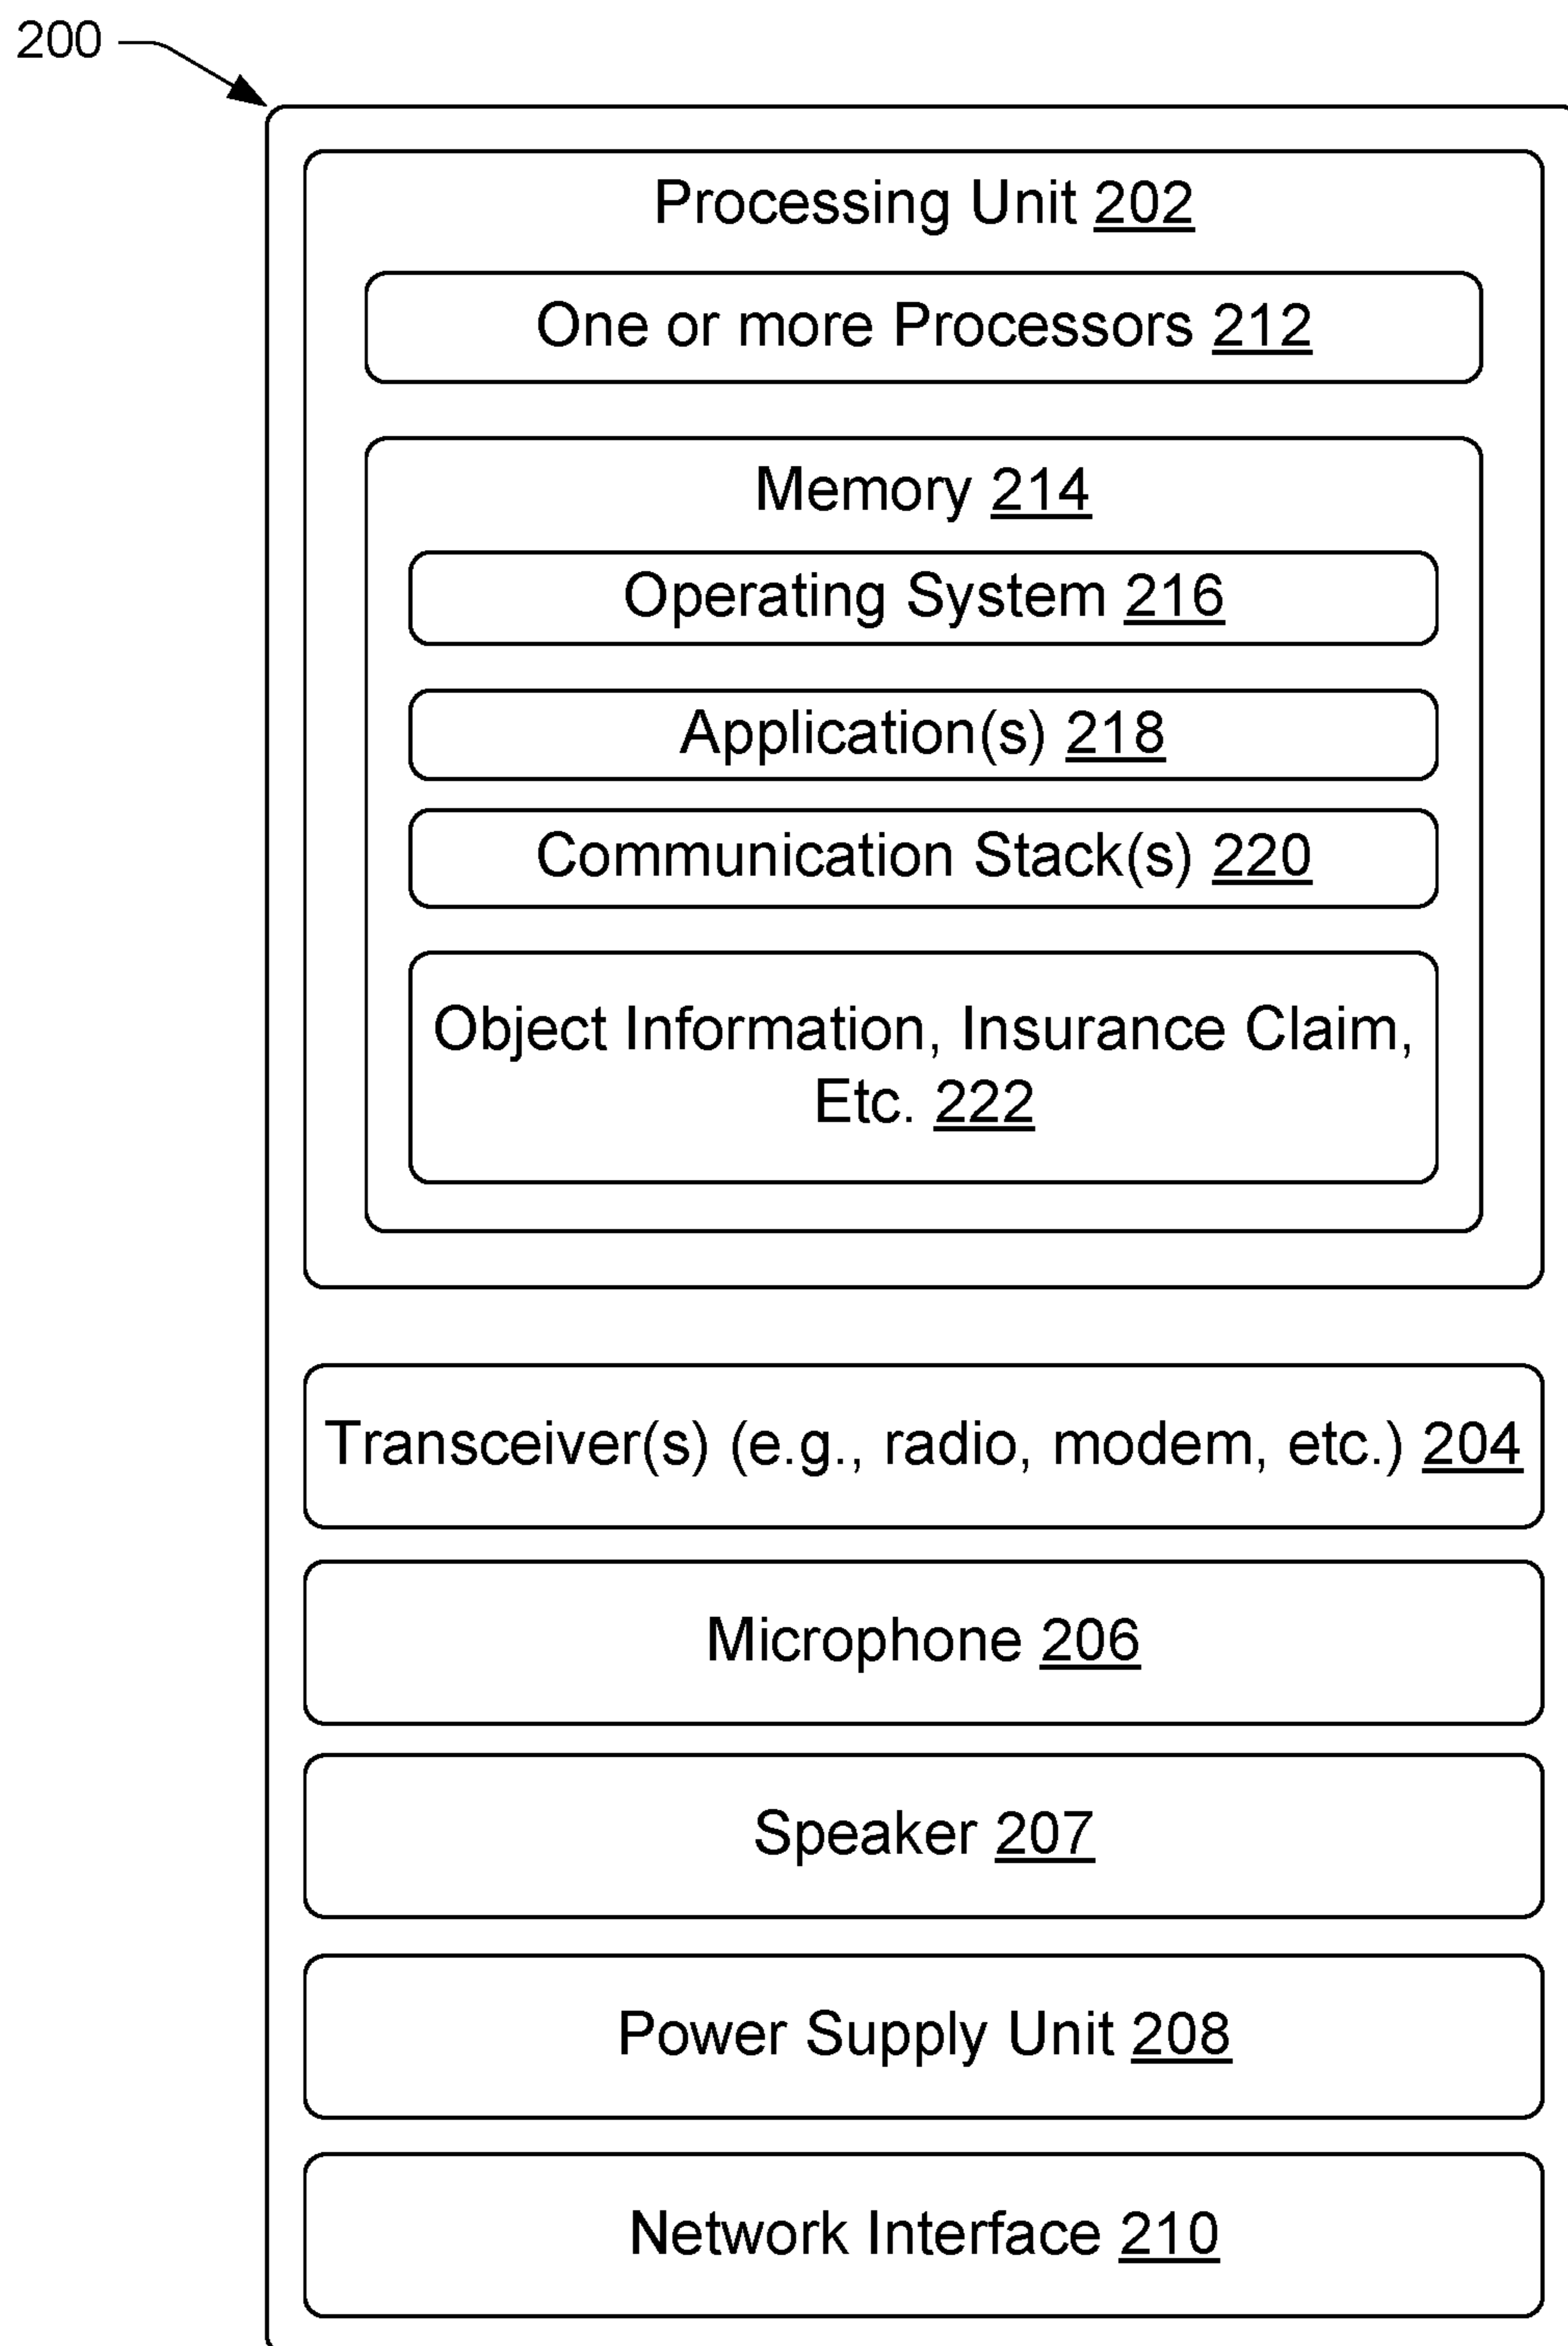 200
Processing Unit 202
One or more Processors 212
Memory 214
Operating System 216
Application(s) 218
Communication Stack(s) 220
Object Information, Insurance Claim,
Etc. 222
Transceiver(s) (e.g., radio, modem, etc.) 204
Microphone 206
Speaker 207
Power Supply Unit 208
Network Interface 210